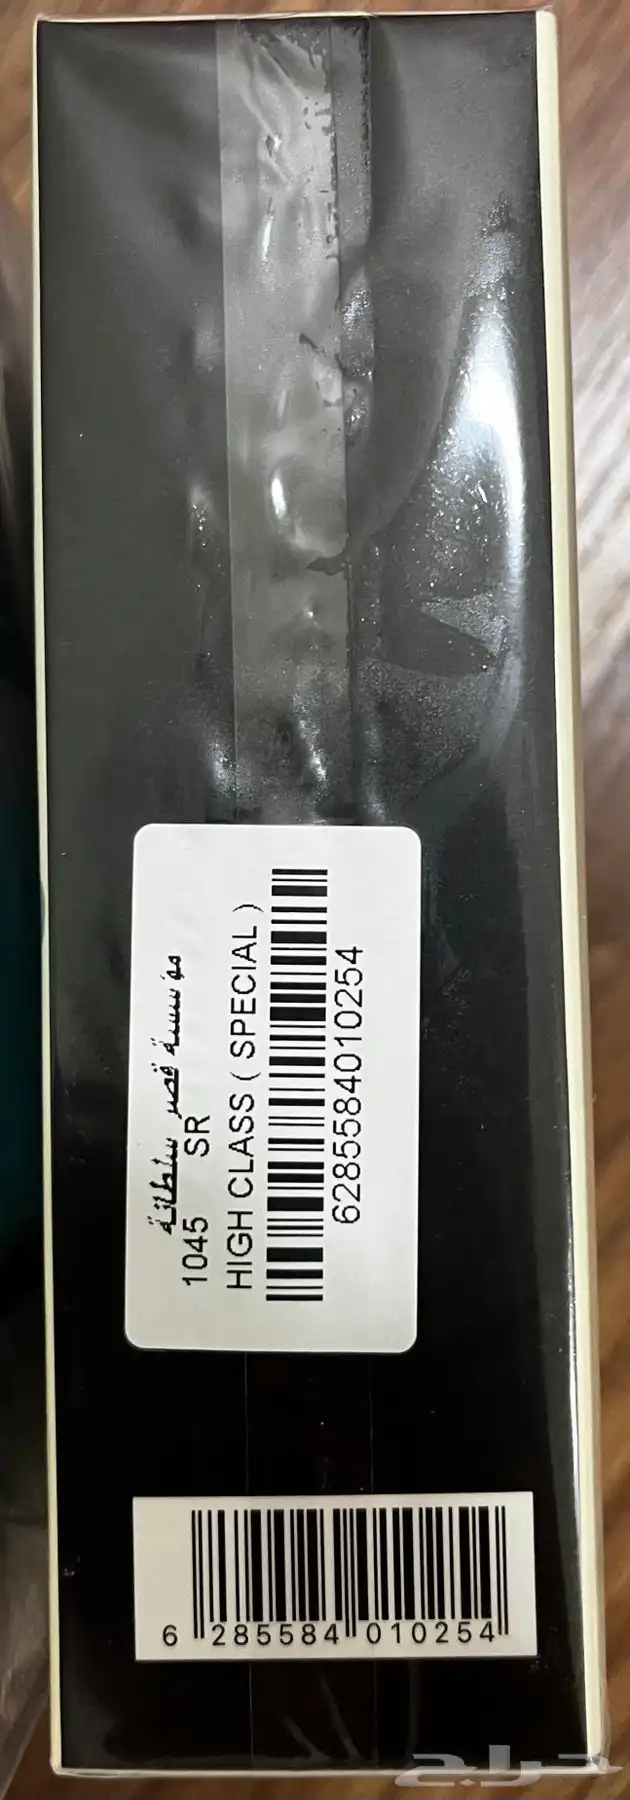 مؤسسة قصر سلطانة
1045 SR
HIGH CLASS ( SPECIAL )
6285584010254
6 285584 010254
حراج